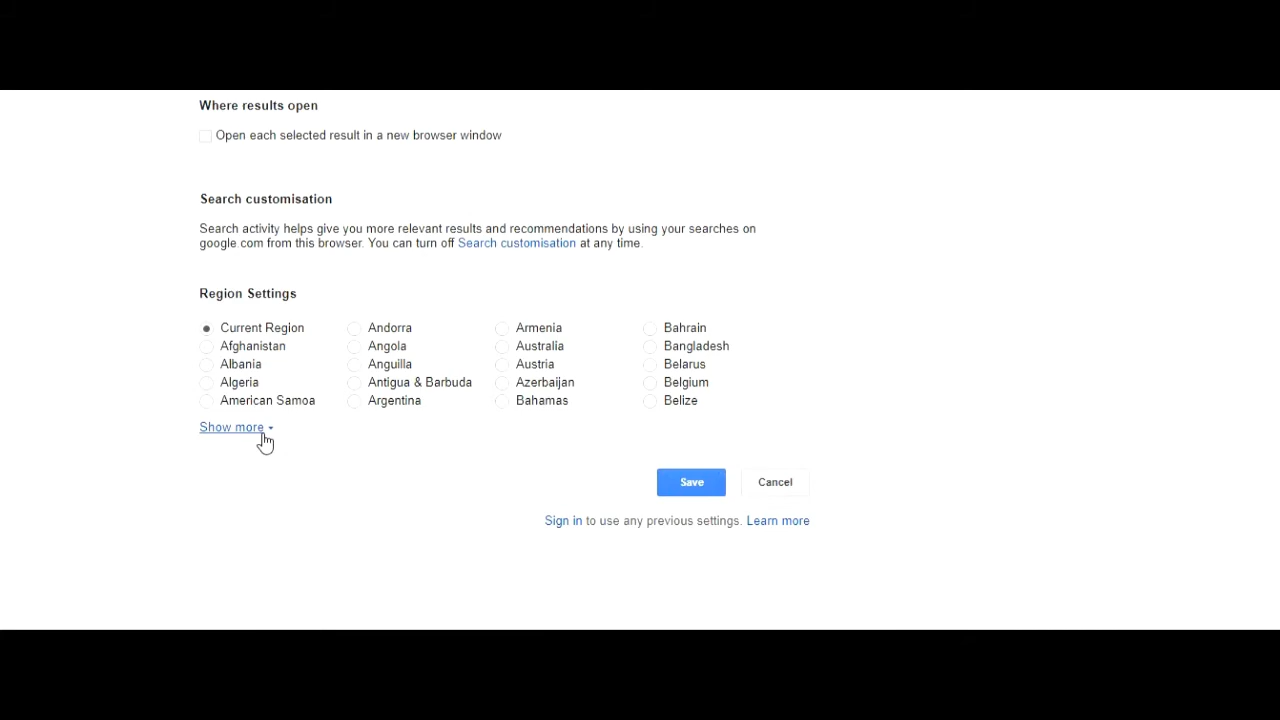 Where results open
Open each selected result in a new browser window
Search customisation
Search activity helps give you more relevant results and recommendations by using your searches on
google.com from this browser. You can turn off Search customisation at any time.
Region Settings
Current Region Andorra Armenia Bahrain
Afghanistan Angola Australia Bangladesh
Albania Anguilla Austria Belarus
Algeria Antigua & Barbuda Azerbaijan Belgium
American Samoa Argentina Bahamas Belize
Show more
Save Cancel
Sign in to use any previous settings. Learn more